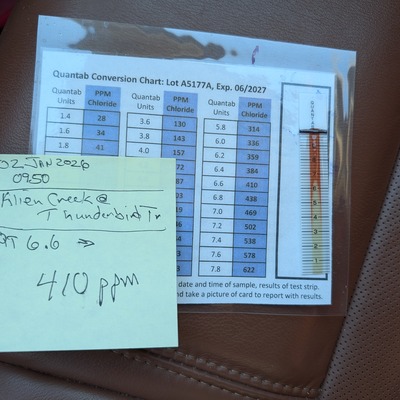 Quantab Conversion Chart: Lot A5177A, Exp. 06/2027
Quantab Units PPM Chloride Quantab Units PPM Chloride Quantab Units PPM Chloride
1.4 28 3.6 130 5.8 314
1.6 34 3.8 143 6.0 336
1.8 41 4.0 157 6.2 359
72 6.4 384
87 6.6 410
03 6.8 438
7.0 469
7.2 502
7.4 538
7.6 578
7.8 622
date and time of sample, results of test strip.
nd take a picture of card to report with results.
QUANTAB
02 JAN 2026
0950
Creek @
Thunderbird Tr
QT 6.6 ⇒
410 ppm